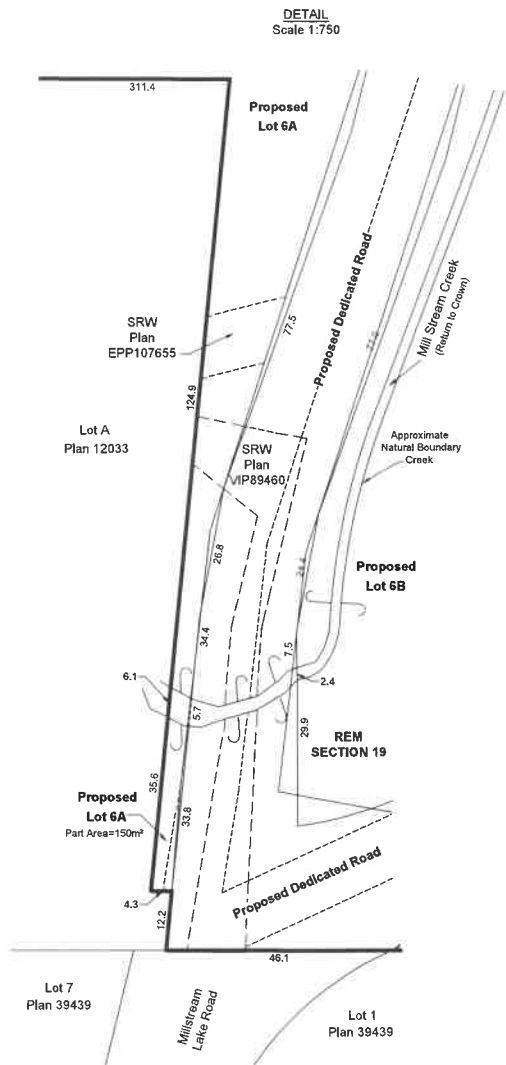 DETAIL
Scale 1:750
311.4
Proposed
Lot 6A
Proposed Dedicated Road
77.5
SRW
Plan
EPP107655
Mill Stream Creek
(Return to Crown)
124.9
Lot A
Plan 12033
SRW
Plan
VIP89460
Approximate
Natural Boundary
Creek
26.8
Proposed
Lot 6B
34.4
7.5
6.1
2.4
5.7
29.9
REM
SECTION 19
35.6
Proposed
Lot 6A
Part Area=150m²
33.8
Proposed Dedicated Road
4.3
12.2
46.1
Lot 7
Plan 39439
Millstream
Lake Road
Lot 1
Plan 39439